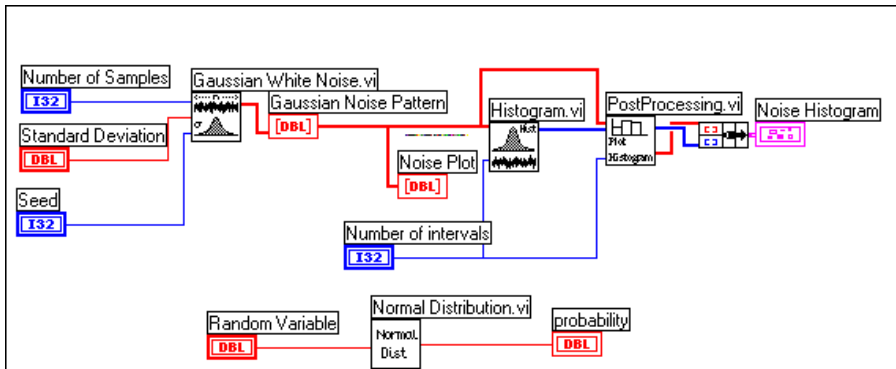 Number of Samples
I32
Gaussian White Noise.vi
σ
Gaussian Noise Pattern
[DBL]
Histogram.vi
Hist
PostProcessing.vi
Plot
Histogram
Noise Histogram
Standard Deviation
DBL
Noise Plot
[DBL]
Seed
I32
Number of intervals
I32
Random Variable
DBL
Normal Distribution.vi
Normal
Dist.
probability
DBL